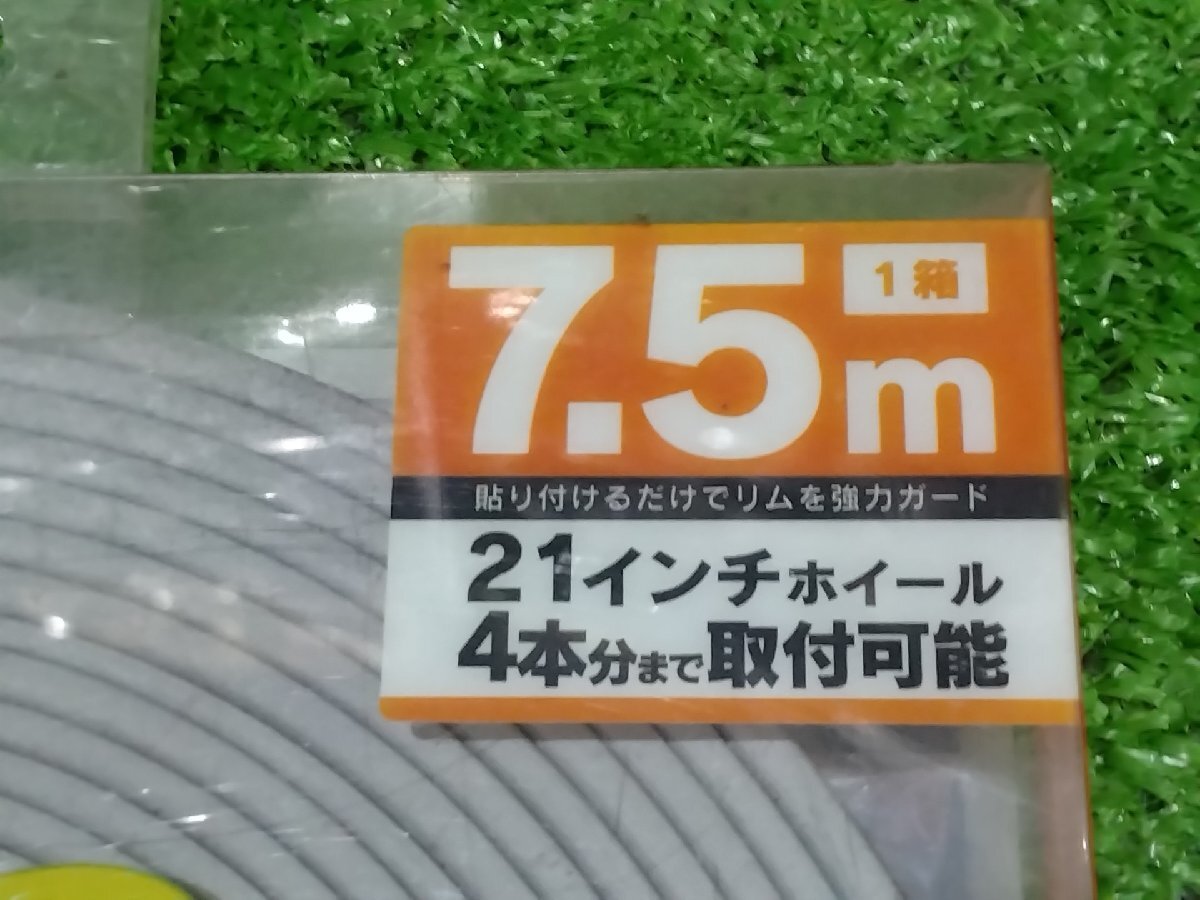 1箱
7.5m
貼り付けるだけでリムを強力ガード
21インチホイール
4本分まで取付可能